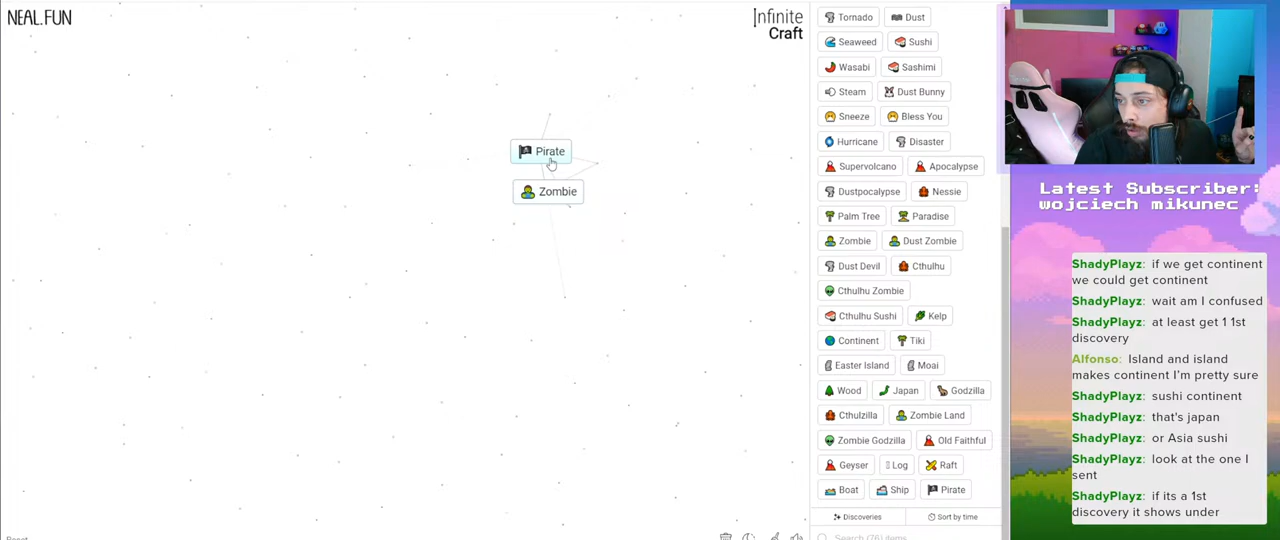 NEAL.FUN
Infinite
Craft
Pirate
Zombie
Tornado Dust
Seaweed Sushi
Wasabi Sashimi
Steam Dust Bunny
Sneeze Bless You
Hurricane Disaster
Supervolcano Apocalypse
Dustpocalypse Nessie
Palm Tree Paradise
Zombie Dust Zombie
Dust Devil Cthulhu
Cthulhu Zombie
Cthulhu Sushi Kelp
Continent Tiki
Easter Island Moai
Wood Japan Godzilla
Cthulzilla Zombie Land
Zombie Godzilla Old Faithful
Geyser Log Raft
Boat Ship Pirate
Discoveries Sort by time
Search (76) items
Reset
Latest Subscriber:
wojciech mikunec
ShadyPlayz: if we get continent
we could get continent
ShadyPlayz: wait am I confused
ShadyPlayz: at least get 1 1st
discovery
Alfonso: Island and island
makes continent I'm pretty sure
ShadyPlayz: sushi continent
ShadyPlayz: that's japan
ShadyPlayz: or Asia sushi
ShadyPlayz: look at the one I
sent
ShadyPlayz: if its a 1st
discovery it shows under